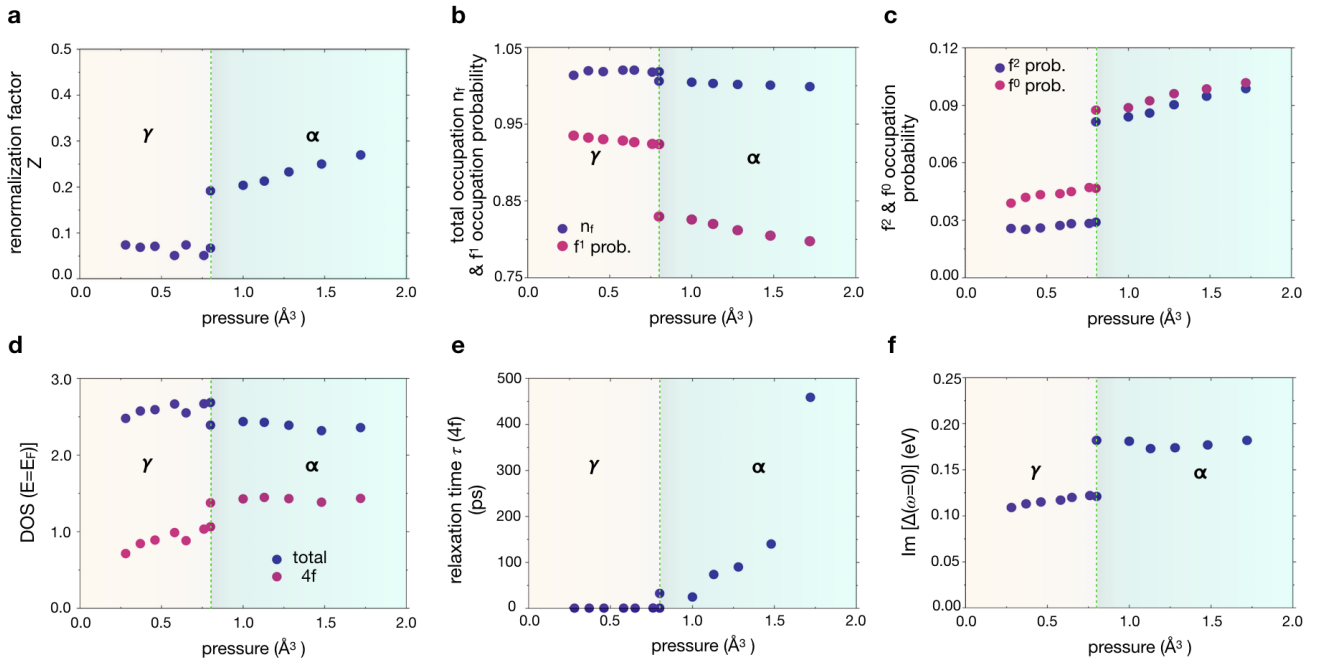 a
0.5
0.4
0.3
0.2
0.1
0.0
renormalization factor
Z
γ
α
0.0 0.5 1.0 1.5 2.0
pressure (Å³ )
b
1.05
0.95
0.85
0.75
total occupation nf
& f¹ occupation probability
γ
α
nf
f¹ prob.
0.0 0.5 1.0 1.5 2.0
pressure (Å³ )
c
0.12
0.09
0.06
0.03
0.00
f² & f⁰ occupation
probability
f² prob.
f⁰ prob.
0.0 0.5 1.0 1.5 2.0
pressure (Å³ )
d
3.0
2.0
1.0
0.0
DOS (E=EF)]
γ
α
total
4f
0.0 0.5 1.0 1.5 2.0
pressure (Å³ )
e
500
400
300
200
100
0
relaxation time τ (4f)
(ps)
γ
α
0.0 0.5 1.0 1.5 2.0
pressure (Å³ )
f
0.25
0.20
0.15
0.10
0.05
0.00
Im [Δ(ω=0)] (eV)
γ
α
0.0 0.5 1.0 1.5 2.0
pressure (Å³ )